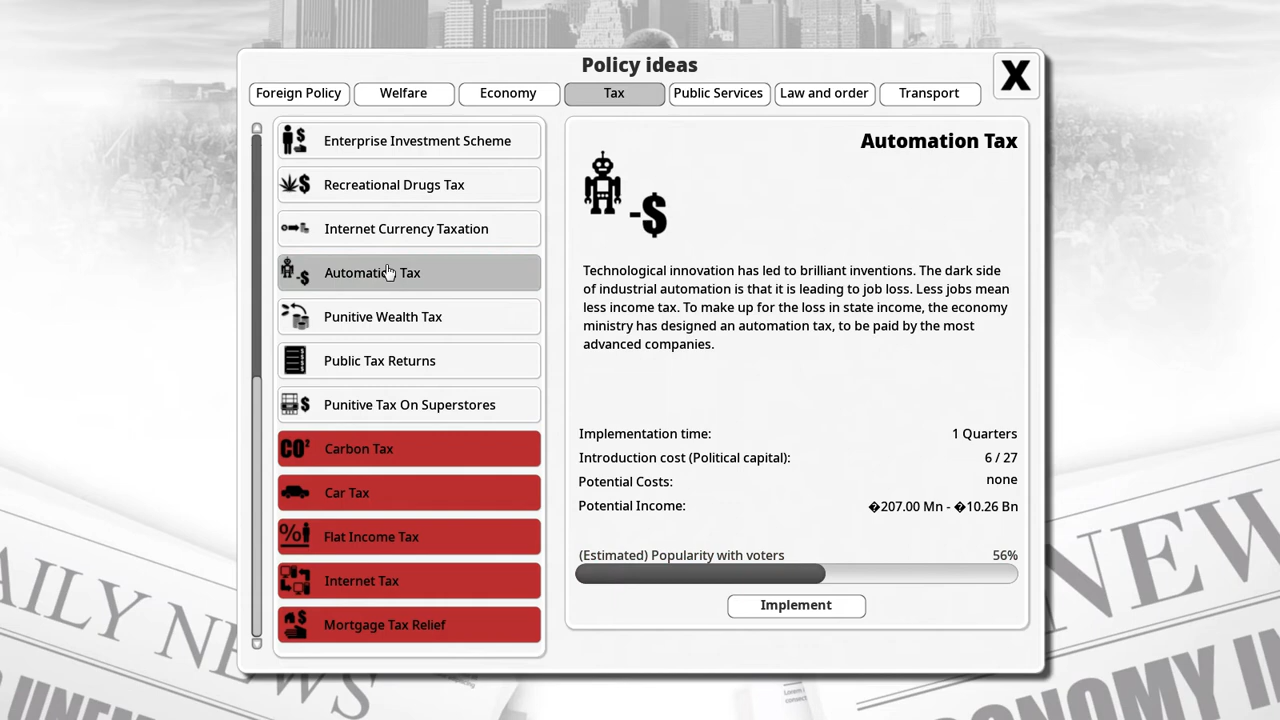 Policy ideas
X
Foreign Policy
Welfare
Economy
Tax
Public Services
Law and order
Transport
Enterprise Investment Scheme
Recreational Drugs Tax
Internet Currency Taxation
Automation Tax
Punitive Wealth Tax
Public Tax Returns
Punitive Tax On Superstores
CO² Carbon Tax
Car Tax
Flat Income Tax
Internet Tax
Mortgage Tax Relief
Automation Tax
-$
Technological innovation has led to brilliant inventions. The dark side
of industrial automation is that it is leading to job loss. Less jobs mean
less income tax. To make up for the loss in state income, the economy
ministry has designed an automation tax, to be paid by the most
advanced companies.
Implementation time: 1 Quarters
Introduction cost (Political capital): 6 / 27
Potential Costs: none
Potential Income: �207.00 Mn - �10.26 Bn
(Estimated) Popularity with voters 56%
Implement
AILY NEWS
NEW